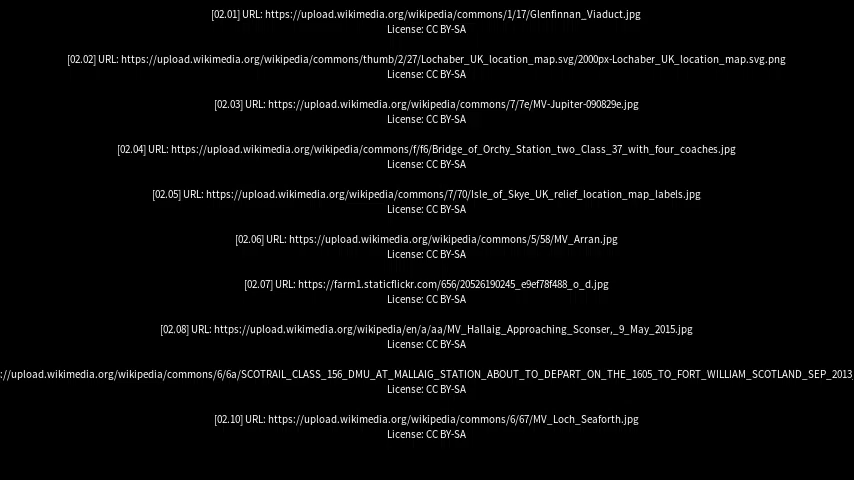 [02.01] URL: https://upload.wikimedia.org/wikipedia/commons/1/17/Glenfinnan_Viaduct.jpg
License: CC BY-SA
[02.02] URL: https://upload.wikimedia.org/wikipedia/commons/thumb/2/27/Lochaber_UK_location_map.svg/2000px-Lochaber_UK_location_map.svg.png
License: CC BY-SA
[02.03] URL: https://upload.wikimedia.org/wikipedia/commons/7/7e/MV-Jupiter-090829e.jpg
License: CC BY-SA
[02.04] URL: https://upload.wikimedia.org/wikipedia/commons/f/f6/Bridge_of_Orchy_Station_two_Class_37_with_four_coaches.jpg
License: CC BY-SA
[02.05] URL: https://upload.wikimedia.org/wikipedia/commons/7/70/Isle_of_Skye_UK_relief_location_map_labels.jpg
License: CC BY-SA
[02.06] URL: https://upload.wikimedia.org/wikipedia/commons/5/58/MV_Arran.jpg
License: CC BY-SA
[02.07] URL: https://farm1.staticflickr.com/656/20526190245_e9ef78f488_o_d.jpg
License: CC BY-SA
[02.08] URL: https://upload.wikimedia.org/wikipedia/en/a/aa/MV_Hallaig_Approaching_Sconser,_9_May_2015.jpg
License: CC BY-SA
://upload.wikimedia.org/wikipedia/commons/6/6a/SCOTRAIL_CLASS_156_DMU_AT_MALLAIG_STATION_ABOUT_TO_DEPART_ON_THE_1605_TO_FORT_WILLIAM_SCOTLAND_SEP_2013
License: CC BY-SA
[02.10] URL: https://upload.wikimedia.org/wikipedia/commons/6/67/MV_Loch_Seaforth.jpg
License: CC BY-SA